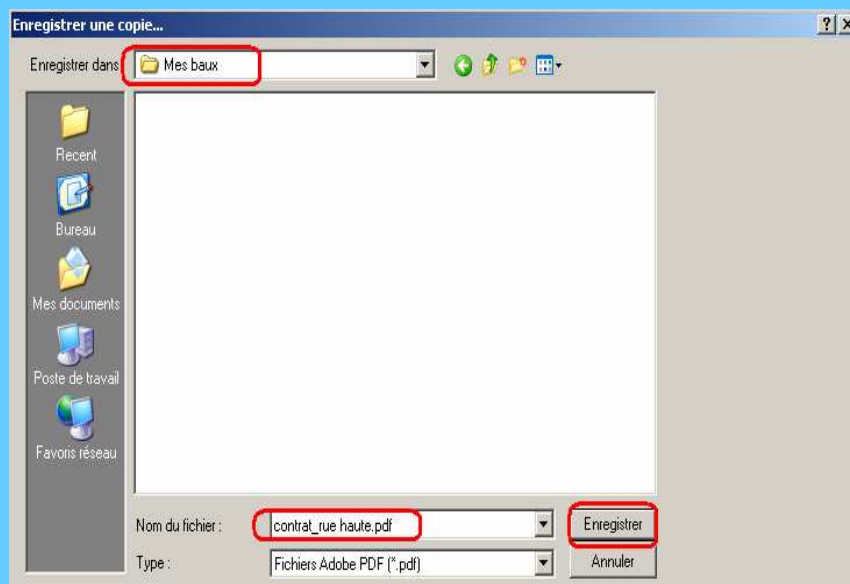 Enregistrer une copie...
Enregistrer dans
Mes baux
Recent
Bureau
Mes documents
Poste de travail
Favoris réseau
Nom du fichier :
contrat_rue haute.pdf
Enregistrer
Type :
Fichiers Adobe PDF (*.pdf)
Annuler